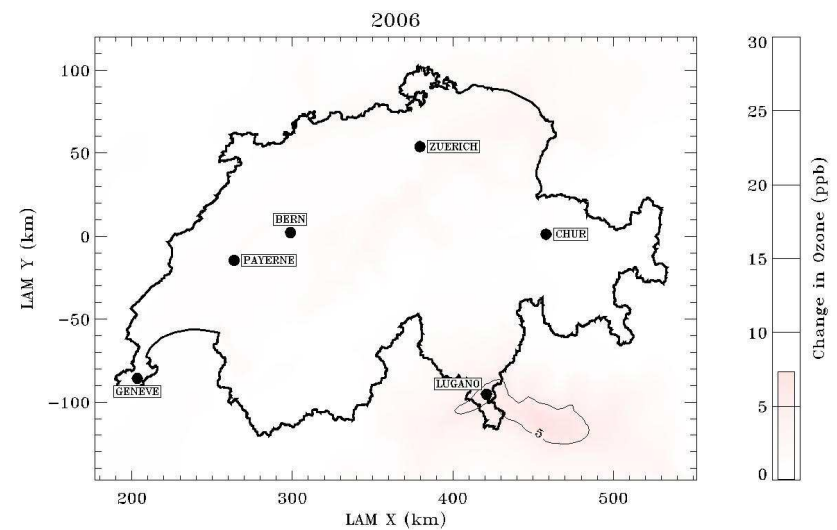 2006
100
50
0
−50
−100
LAM Y (km)
ZUERICH
BERN
PAYERNE
CHUR
LUGANO
GENEVE
5
200
300
400
500
LAM X (km)
30
25
20
15
10
5
0
Change in Ozone (ppb)